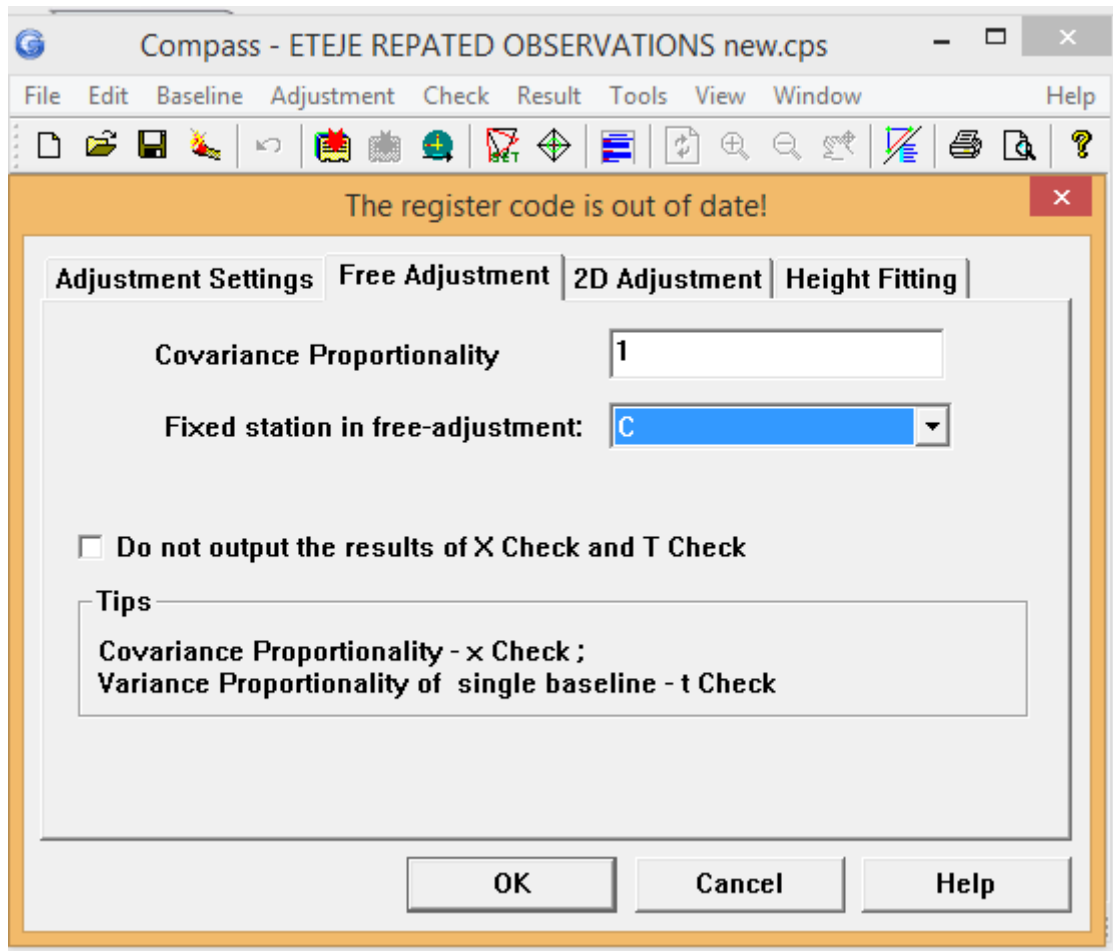 Compass - ETEJE REPATED OBSERVATIONS new.cps
File Edit Baseline Adjustment Check Result Tools View Window Help
The register code is out of date!
Adjustment Settings Free Adjustment 2D Adjustment Height Fitting
Covariance Proportionality 1
Fixed station in free-adjustment: C
Do not output the results of X Check and T Check
Tips
Covariance Proportionality - x Check ;
Variance Proportionality of single baseline - t Check
OK Cancel Help